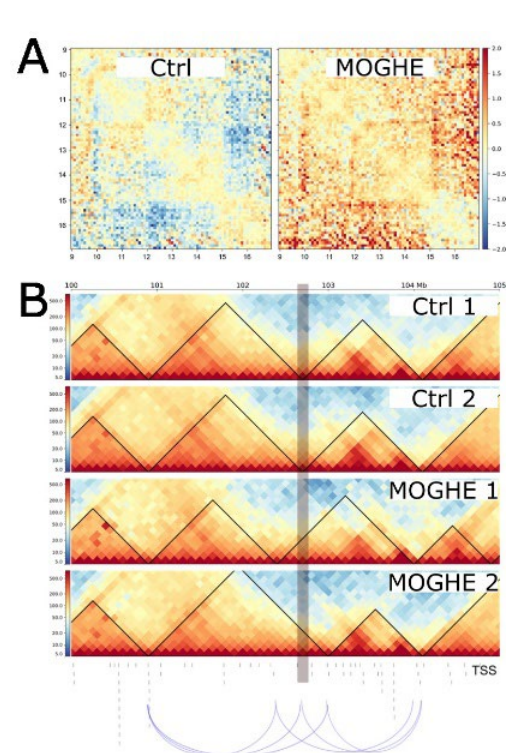 A
Ctrl
MOGHE
9
10
11
12
13
14
15
16
9 10 11 12 13 14 15 16
9 10 11 12 13 14 15 16
2.0
1.5
1.0
0.5
0.0
−0.5
−1.0
−1.5
−2.0
B
100 101 102 103 104 Mb 105
Ctrl 1
Ctrl 2
MOGHE 1
MOGHE 2
TSS